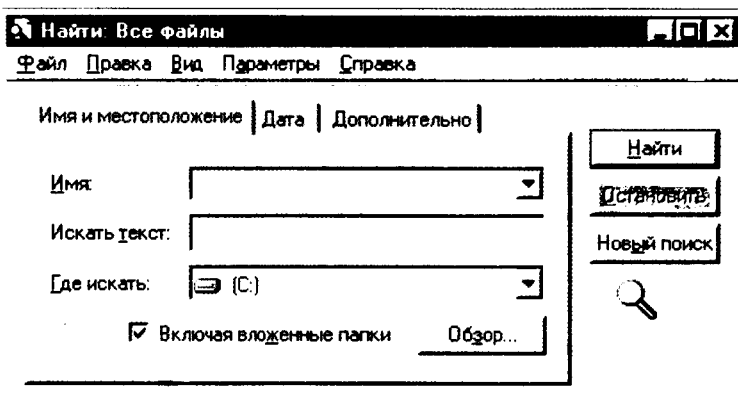 Найти: Все файлы
Файл Правка Вид Параметры Справка
Имя и местоположение Дата Дополнительно
Найти
Имя:
Остановить
Искать текст:
Новый поиск
Где искать: (C:)
Включая вложенные папки Обзор...